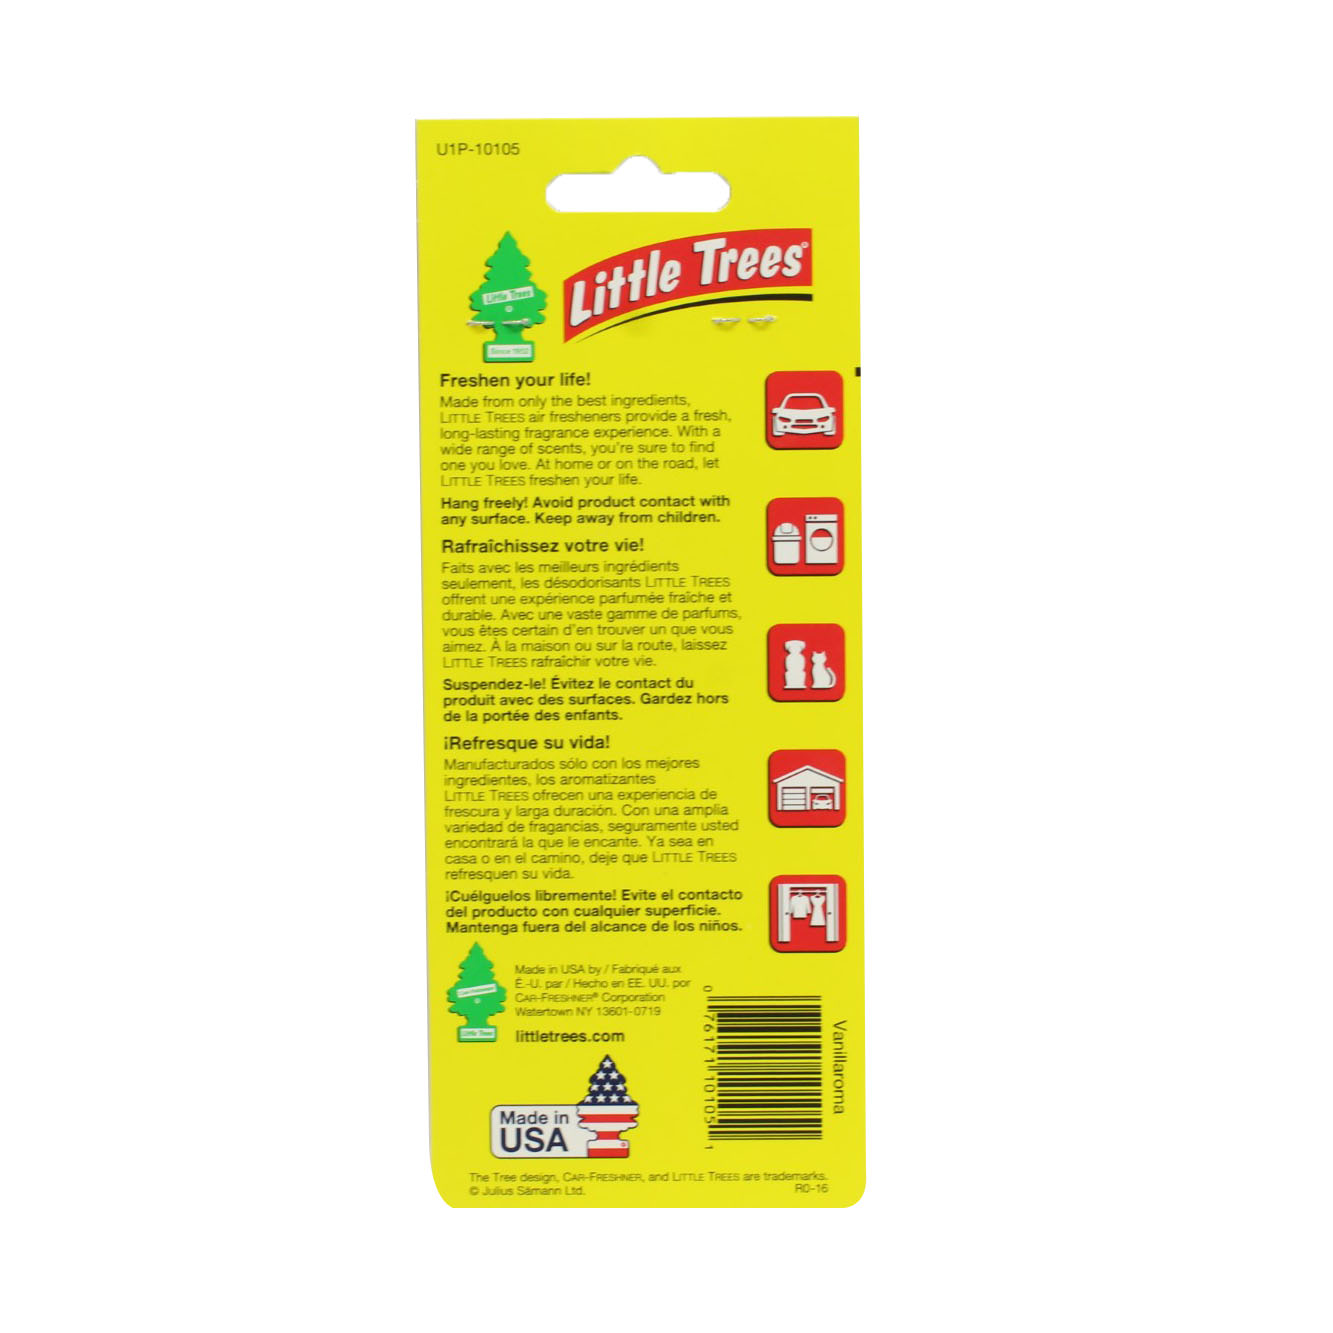 U1P-10105
Little Trees
Little Trees®
Since 1952
Freshen your life!
Made from only the best ingredients,
LITTLE TREES air fresheners provide a fresh,
long-lasting fragrance experience. With a
wide range of scents, you're sure to find
one you love. At home or on the road, let
LITTLE TREES freshen your life.
Hang freely! Avoid product contact with
any surface. Keep away from children.
Rafraîchissez votre vie!
Faits avec les meilleurs ingrédients
seulement, les désodorisants LITTLE TREES
offrent une expérience parfumée fraîche et
durable. Avec une vaste gamme de parfums,
vous êtes certain d'en trouver un que vous
aimez. À la maison ou sur la route, laissez
LITTLE TREES rafraîchir votre vie.
Suspendez-le! Évitez le contact du
produit avec des surfaces. Gardez hors
de la portée des enfants.
¡Refresque su vida!
Manufacturados sólo con los mejores
ingredientes, los aromatizantes
LITTLE TREES ofrecen una experiencia de
frescura y larga duración. Con una amplia
variedad de fragancias, seguramente usted
encontrará la que le encante. Ya sea en
casa o en el camino, deje que LITTLE TREES
refresquen su vida.
¡Cuélguelos libremente! Evite el contacto
del producto con cualquier superficie.
Mantenga fuera del alcance de los niños.
Car-Freshner
Little Tree
Made in USA by / Fabriqué aux
É.-U. par / Hecho en EE. UU. por
CAR-FRESHNER® Corporation
Watertown NY 13601-0719
littletrees.com
0 76171 10105 1
Vanillaroma
Made in
USA
The Tree design, CAR-FRESHNER, and LITTLE TREES are trademarks.
© Julius Sämann Ltd.
R0-16